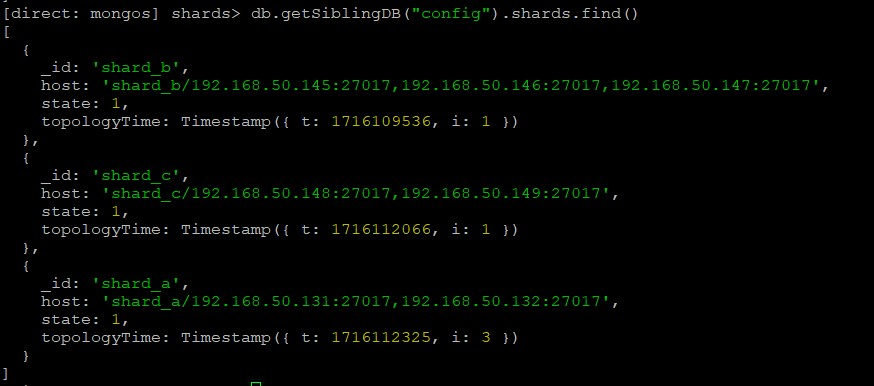 [direct: mongos] shards> db.getSiblingDB("config").shards.find()
[
  {
    _id: 'shard_b',
    host: 'shard_b/192.168.50.145:27017,192.168.50.146:27017,192.168.50.147:27017',
    state: 1,
    topologyTime: Timestamp({ t: 1716109536, i: 1 })
  },
  {
    _id: 'shard_c',
    host: 'shard_c/192.168.50.148:27017,192.168.50.149:27017',
    state: 1,
    topologyTime: Timestamp({ t: 1716112066, i: 1 })
  },
  {
    _id: 'shard_a',
    host: 'shard_a/192.168.50.131:27017,192.168.50.132:27017',
    state: 1,
    topologyTime: Timestamp({ t: 1716112325, i: 3 })
  }
]